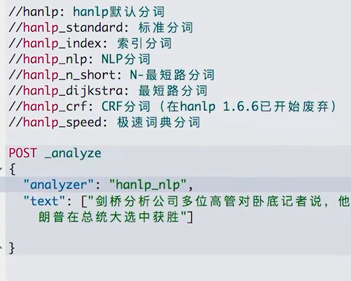 //hanlp: hanlp默认分词
//hanlp_standard: 标准分词
//hanlp_index: 索引分词
//hanlp_nlp: NLP分词
//hanlp_n_short: N-最短路分词
//hanlp_dijkstra: 最短路分词
//hanlp_crf: CRF分词 (在hanlp 1.6.6已开始废弃)
//hanlp_speed: 极速词典分词
POST _analyze
{
"analyzer": "hanlp_nlp",
"text": ["剑桥分析公司多位高管对卧底记者说, 他
朗普在总统大选中获胜"]
}